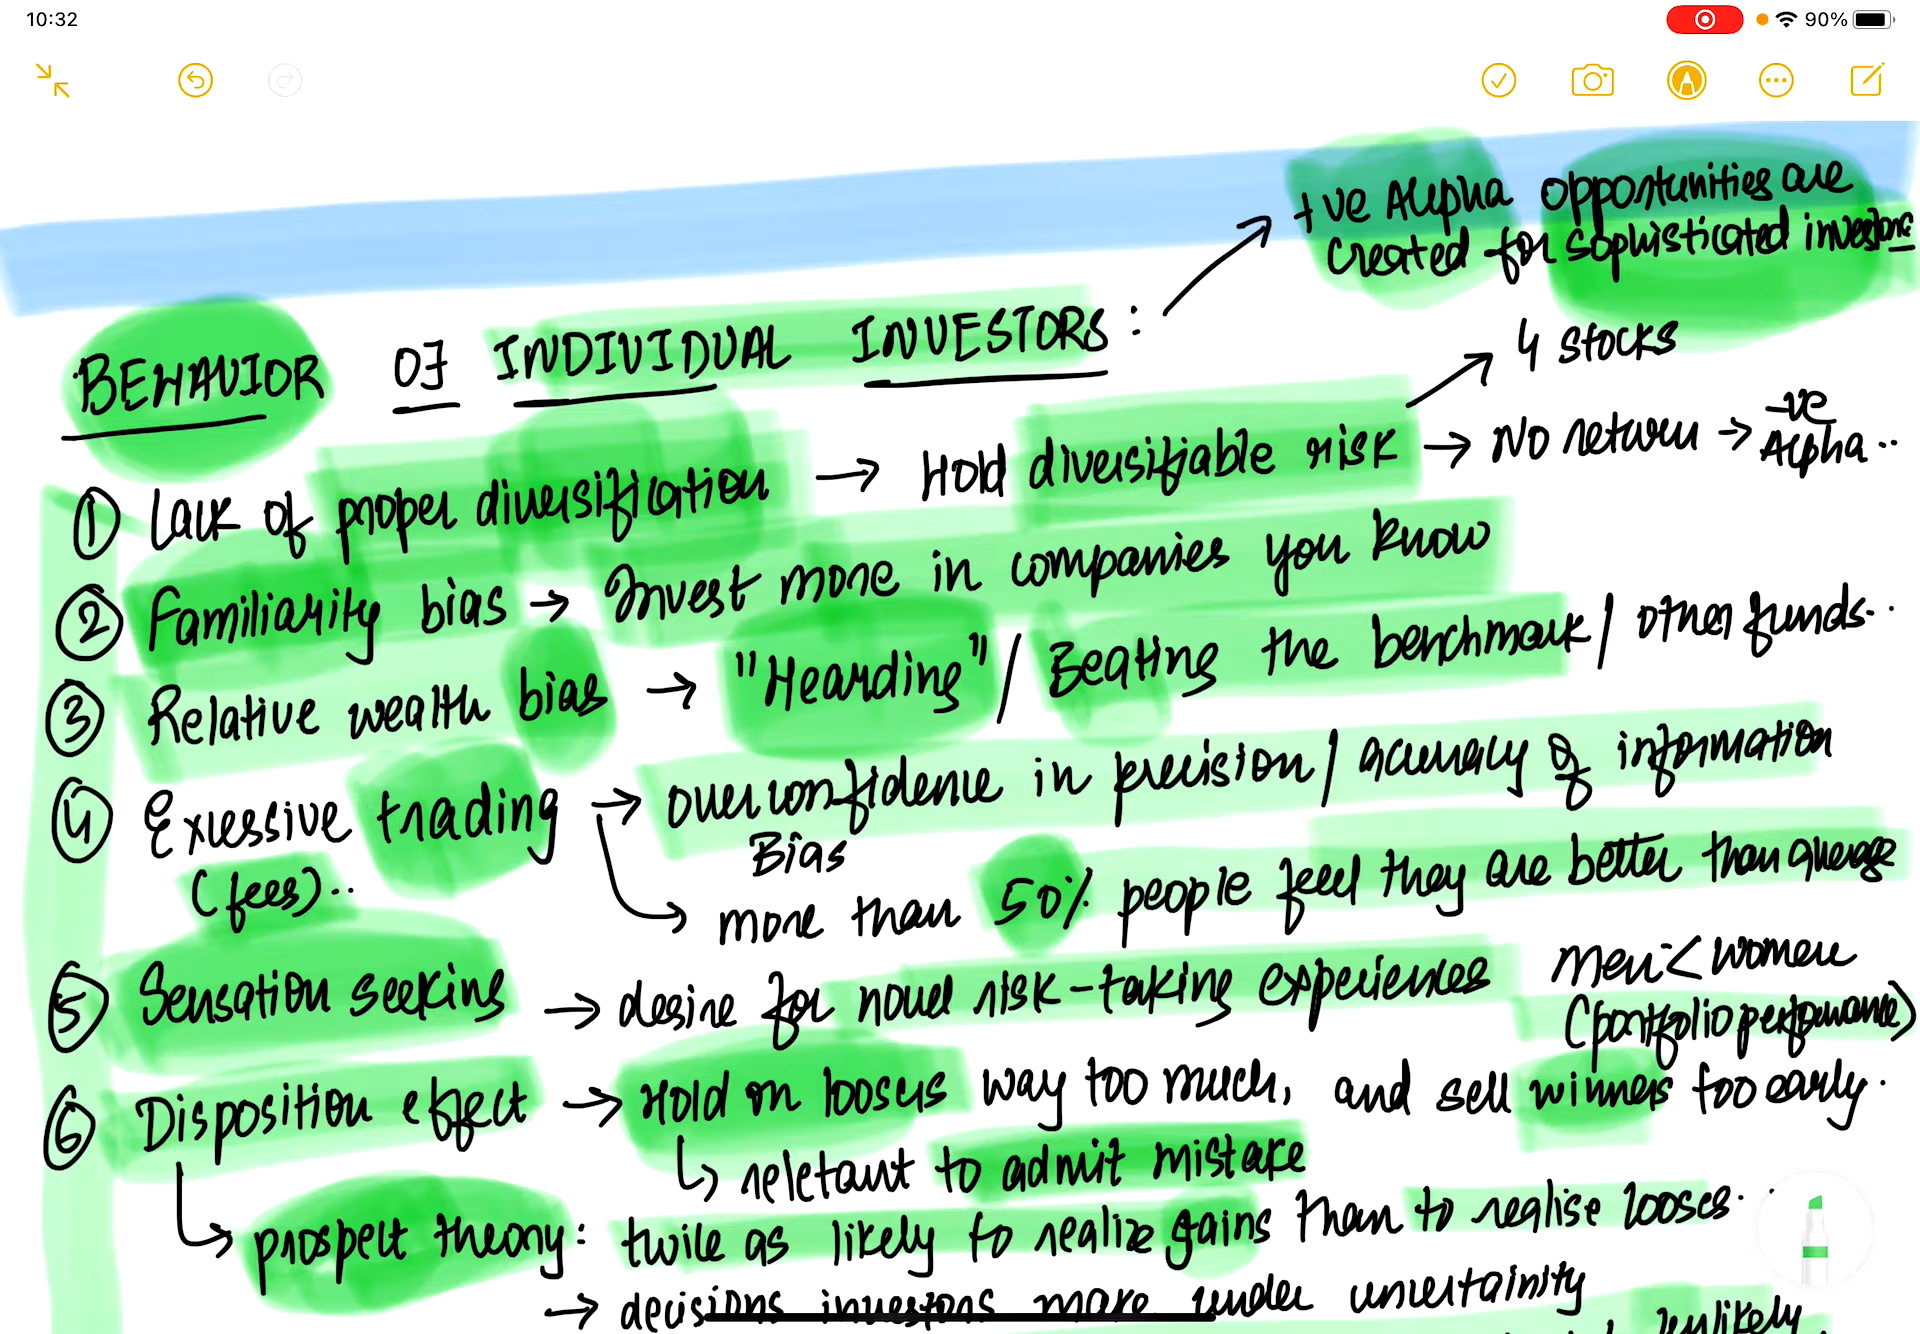 10:32
90%
+ve Alpha opportunities are
created for sophisticated investors
BEHAVIOR OF INDIVIDUAL INVESTORS:
4 stocks
① Lack of proper diversification → Hold diversifiable risk → No return → -ve Alpha..
② Familiarity bias → Invest more in companies you know
③ Relative wealth bias → "Hearding" / Beating the benchmark / other funds..
④ Excessive trading → overconfidence in precision / accuracy of information
(fees).. Bias
→ more than 50% people feel they are better than average
⑤ Sensation seeking → desire for novel risk-taking experiences Men < women
(portfolio performance)
⑥ Disposition effect → Hold on loosers way too much, and sell winners too early.
↳ reletant to admit mistake
↳ prospect theory: twice as likely to realize gains than to realise looses..
→ decisions investors make under uncertainity
unlikely